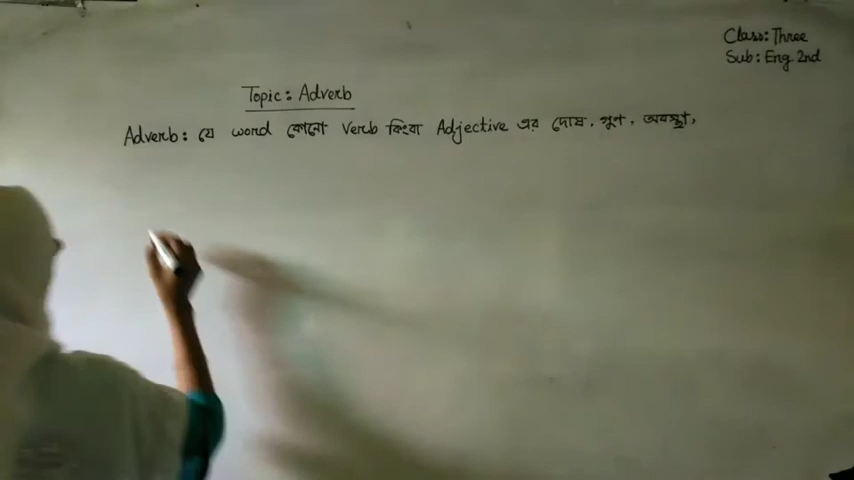 Class: Three
Sub: Eng 2nd
Topic: Adverb
Adverb: যে word কোনো Verb কিংবা Adjective এর দোষ, গুণ, অবস্থা,